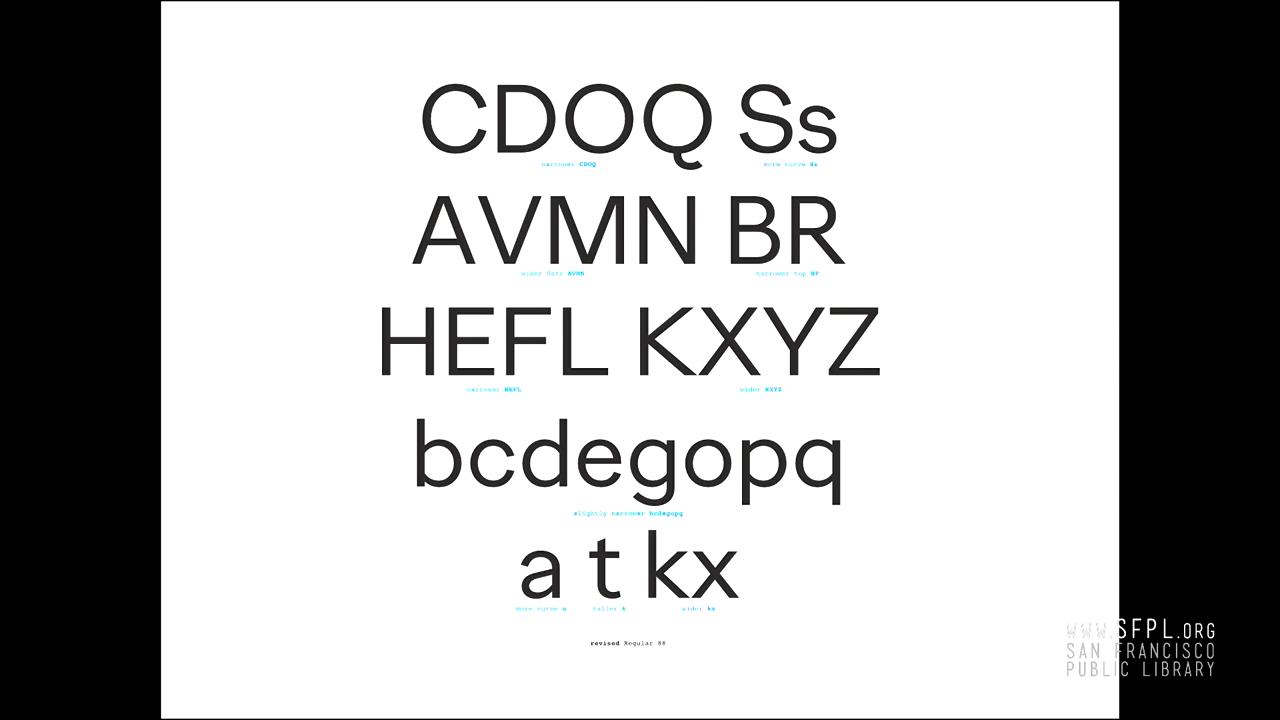 CDOQ Ss
narrower CDOQ more curve Ss
AVMN BR
wider flats AVMN narrower top BR
HEFL KXYZ
narrower HEFL wider KXYZ
bcdegopq
slightly narrower bcdegopq
a t kx
more curve a taller t wider kx
revised Regular 88
WWW.SFPL.ORG
SAN FRANCISCO
PUBLIC LIBRARY